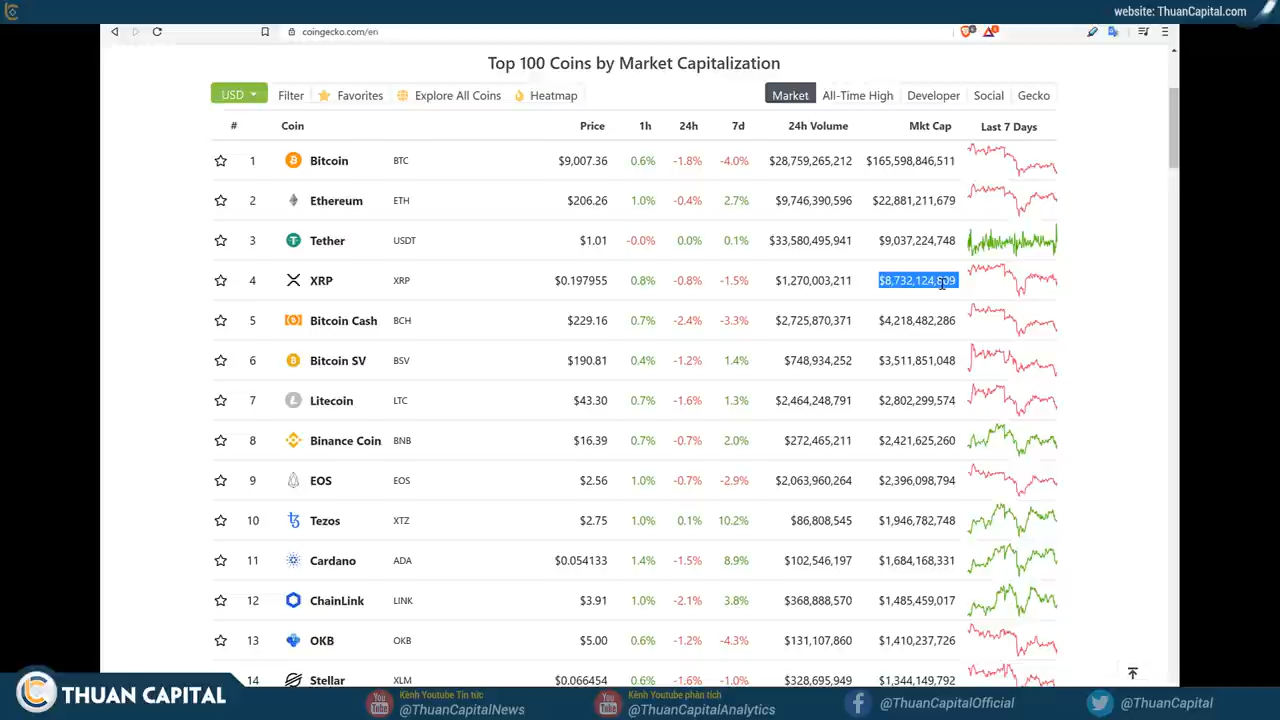 website: ThuanCapital.com
coingecko.com/en
Top 100 Coins by Market Capitalization
USD Filter Favorites Explore All Coins Heatmap Market All-Time High Developer Social Gecko
# Coin Price 1h 24h 7d 24h Volume Mkt Cap Last 7 Days
1 Bitcoin BTC $9,007.36 0.6% -1.8% -4.0% $28,759,265,212 $165,598,846,511
2 Ethereum ETH $206.26 1.0% -0.4% 2.7% $9,746,390,596 $22,881,211,679
3 Tether USDT $1.01 -0.0% 0.0% 0.1% $33,580,495,941 $9,037,224,748
4 XRP XRP $0.197955 0.8% -0.8% -1.5% $1,270,003,211
5 Bitcoin Cash BCH $229.16 0.7% -2.4% -3.3% $2,725,870,371 $4,218,482,286
6 Bitcoin SV BSV $190.81 0.4% -1.2% 1.4% $748,934,252 $3,511,851,048
7 Litecoin LTC $43.30 0.7% -1.6% 1.3% $2,464,248,791 $2,802,299,574
8 Binance Coin BNB $16.39 0.7% -0.7% 2.0% $272,465,211 $2,421,625,260
9 EOS EOS $2.56 1.0% -0.7% -2.9% $2,063,960,264 $2,396,098,794
10 Tezos XTZ $2.75 1.0% 0.1% 10.2% $86,808,545 $1,946,782,748
11 Cardano ADA $0.054133 1.4% -1.5% 8.9% $102,546,197 $1,684,168,331
12 ChainLink LINK $3.91 1.0% -2.1% 3.8% $368,888,570 $1,485,459,017
13 OKB OKB $5.00 0.6% -1.2% -4.3% $131,107,860 $1,410,237,726
14 Stellar XLM $0.066454 0.6% -1.6% -1.0% $328,695,949 $1,344,149,792
THUAN CAPITAL
Kênh Youtube Tin tức
@ThuanCapitalNews
Kênh Youtube phân tích
@ThuanCapitalAnalytics
@ThuanCapitalOfficial
@ThuanCapital